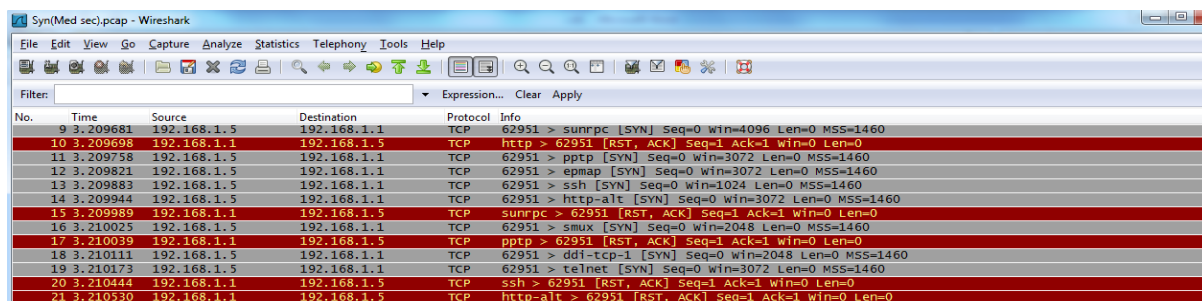 Syn(Med sec).pcap - Wireshark
File Edit View Go Capture Analyze Statistics Telephony Tools Help
Filter: Expression... Clear Apply
No. Time Source Destination Protocol Info
9 3.209681 192.168.1.5 192.168.1.1 TCP 62951 > sunrpc [SYN] Seq=0 Win=4096 Len=0 MSS=1460
10 3.209698 192.168.1.1 192.168.1.5 TCP http > 62951 [RST, ACK] Seq=1 Ack=1 Win=0 Len=0
11 3.209758 192.168.1.5 192.168.1.1 TCP 62951 > pptp [SYN] Seq=0 Win=3072 Len=0 MSS=1460
12 3.209821 192.168.1.5 192.168.1.1 TCP 62951 > epmap [SYN] Seq=0 Win=3072 Len=0 MSS=1460
13 3.209883 192.168.1.5 192.168.1.1 TCP 62951 > ssh [SYN] Seq=0 Win=1024 Len=0 MSS=1460
14 3.209944 192.168.1.5 192.168.1.1 TCP 62951 > http-alt [SYN] Seq=0 Win=3072 Len=0 MSS=1460
15 3.209989 192.168.1.1 192.168.1.5 TCP sunrpc > 62951 [RST, ACK] Seq=1 Ack=1 Win=0 Len=0
16 3.210025 192.168.1.5 192.168.1.1 TCP 62951 > smux [SYN] Seq=0 Win=2048 Len=0 MSS=1460
17 3.210039 192.168.1.1 192.168.1.5 TCP pptp > 62951 [RST, ACK] Seq=1 Ack=1 Win=0 Len=0
18 3.210111 192.168.1.5 192.168.1.1 TCP 62951 > ddi-tcp-1 [SYN] Seq=0 Win=2048 Len=0 MSS=1460
19 3.210173 192.168.1.5 192.168.1.1 TCP 62951 > telnet [SYN] Seq=0 Win=3072 Len=0 MSS=1460
20 3.210444 192.168.1.1 192.168.1.5 TCP ssh > 62951 [RST, ACK] Seq=1 Ack=1 Win=0 Len=0
21 3.210530 192.168.1.1 192.168.1.5 TCP http-alt > 62951 [RST, ACK] Seq=1 Ack=1 Win=0 Len=0